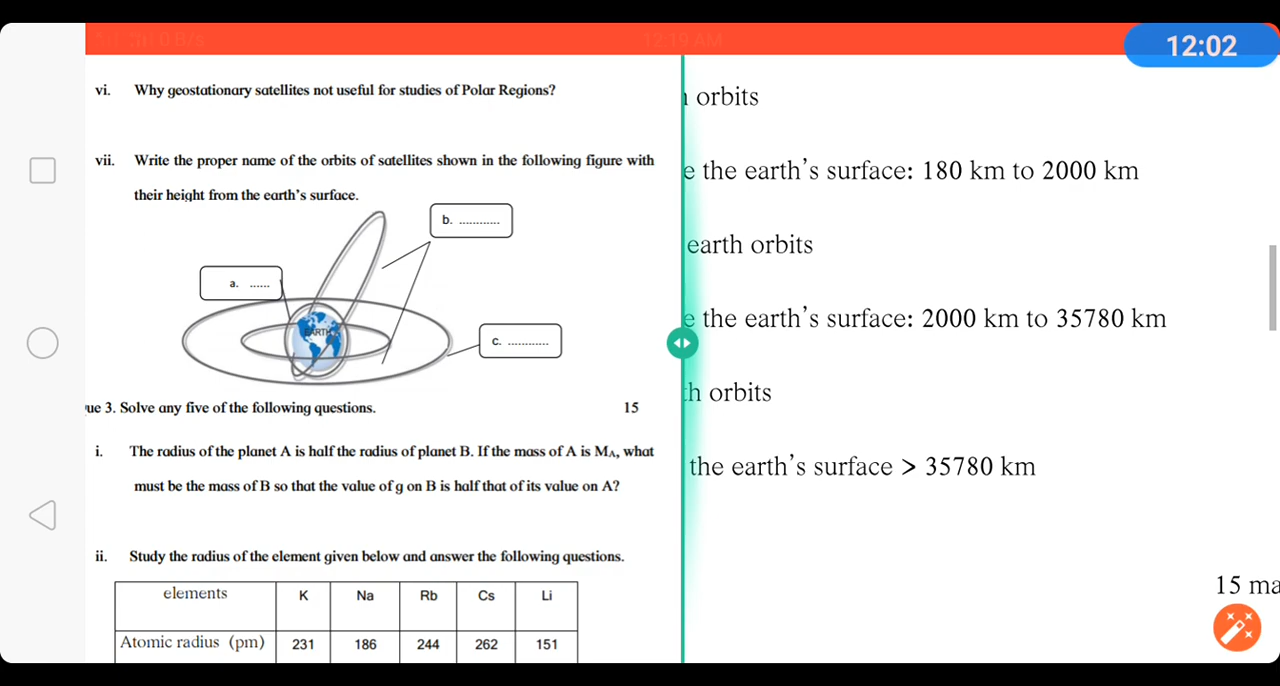 12:19 AM
12:02
vi. Why geostationary satellites not useful for studies of Polar Regions?
vii. Write the proper name of the orbits of satellites shown in the following figure with
their height from the earth's surface.
b. ............
a. ......
EARTH
c. ............
ue 3. Solve any five of the following questions. 15
i. The radius of the planet A is half the radius of planet B. If the mass of A is MA, what
must be the mass of B so that the value of g on B is half that of its value on A?
ii. Study the radius of the element given below and answer the following questions.
elements K Na Rb Cs Li
Atomic radius (pm) 231 186 244 262 151
orbits
e the earth's surface: 180 km to 2000 km
earth orbits
e the earth's surface: 2000 km to 35780 km
th orbits
the earth's surface > 35780 km
15 ma